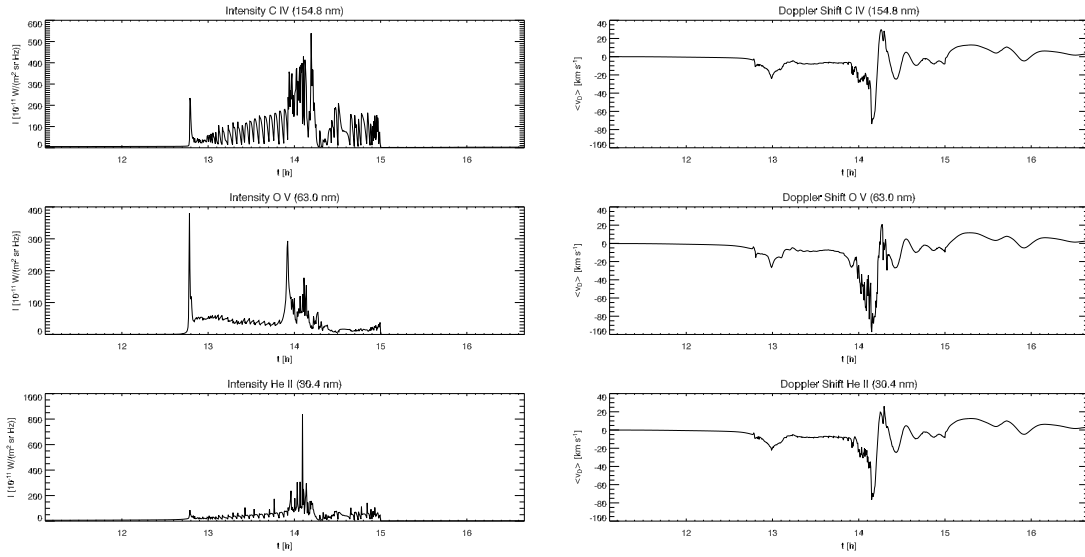 Intensity C IV (154.8 nm)
I [10⁻¹¹ W/(m² sr Hz)]
600
500
400
300
200
100
0
12 13 14 15 16
t [h]
Doppler Shift C IV (154.8 nm)
<v_D> [km s⁻¹]
40
20
0
-20
-40
-60
-80
-100
12 13 14 15 16
t [h]
Intensity O V (63.0 nm)
I [10⁻¹¹ W/(m² sr Hz)]
400
300
200
100
0
12 13 14 15 16
t [h]
Doppler Shift O V (63.0 nm)
<v_D> [km s⁻¹]
40
20
0
-20
-40
-60
-80
-100
12 13 14 15 16
t [h]
Intensity He II (30.4 nm)
I [10⁻¹¹ W/(m² sr Hz)]
1000
800
600
400
200
0
12 13 14 15 16
t [h]
Doppler Shift He II (30.4 nm)
<v_D> [km s⁻¹]
40
20
0
-20
-40
-60
-80
-100
12 13 14 15 16
t [h]